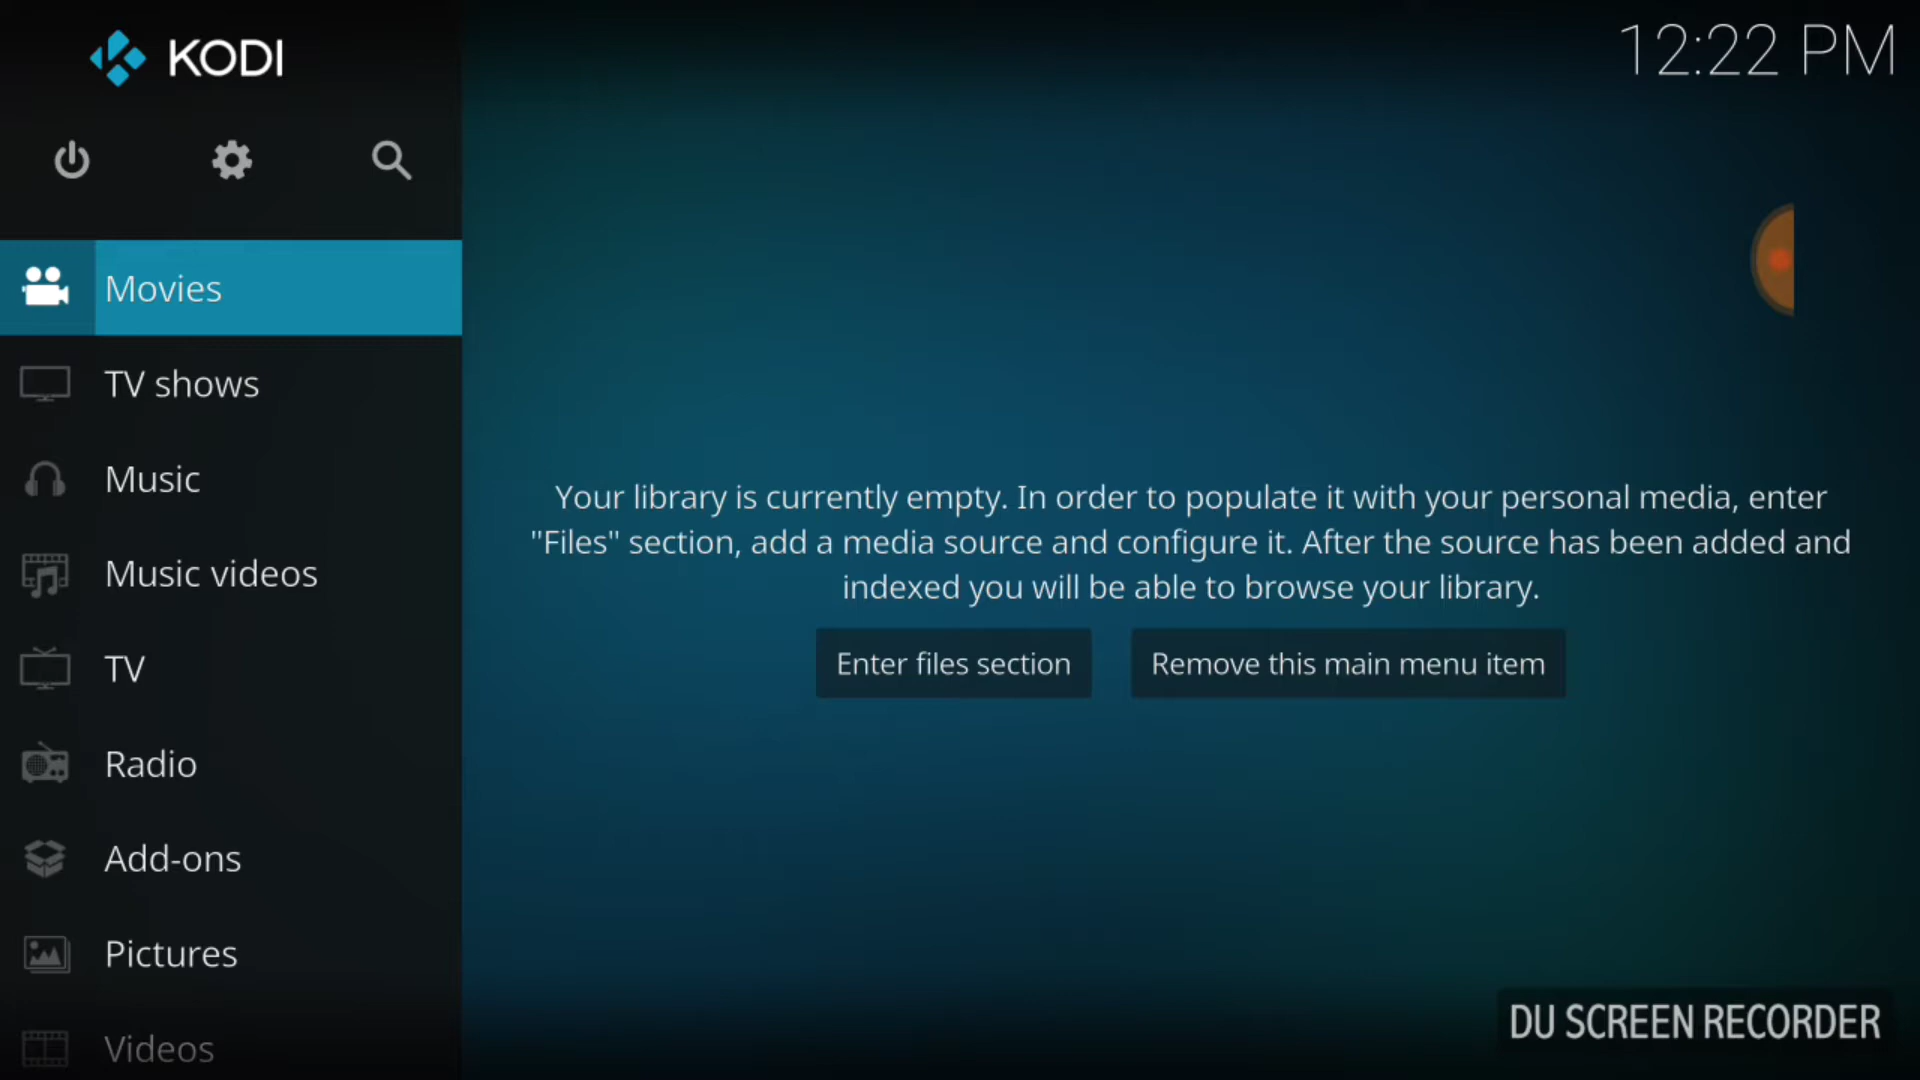 KODI
12:22 PM
Movies
TV shows
Music
Music videos
TV
Radio
Add-ons
Pictures
Videos
Your library is currently empty. In order to populate it with your personal media, enter
"Files" section, add a media source and configure it. After the source has been added and
indexed you will be able to browse your library.
Enter files section
Remove this main menu item
DU SCREEN RECORDER